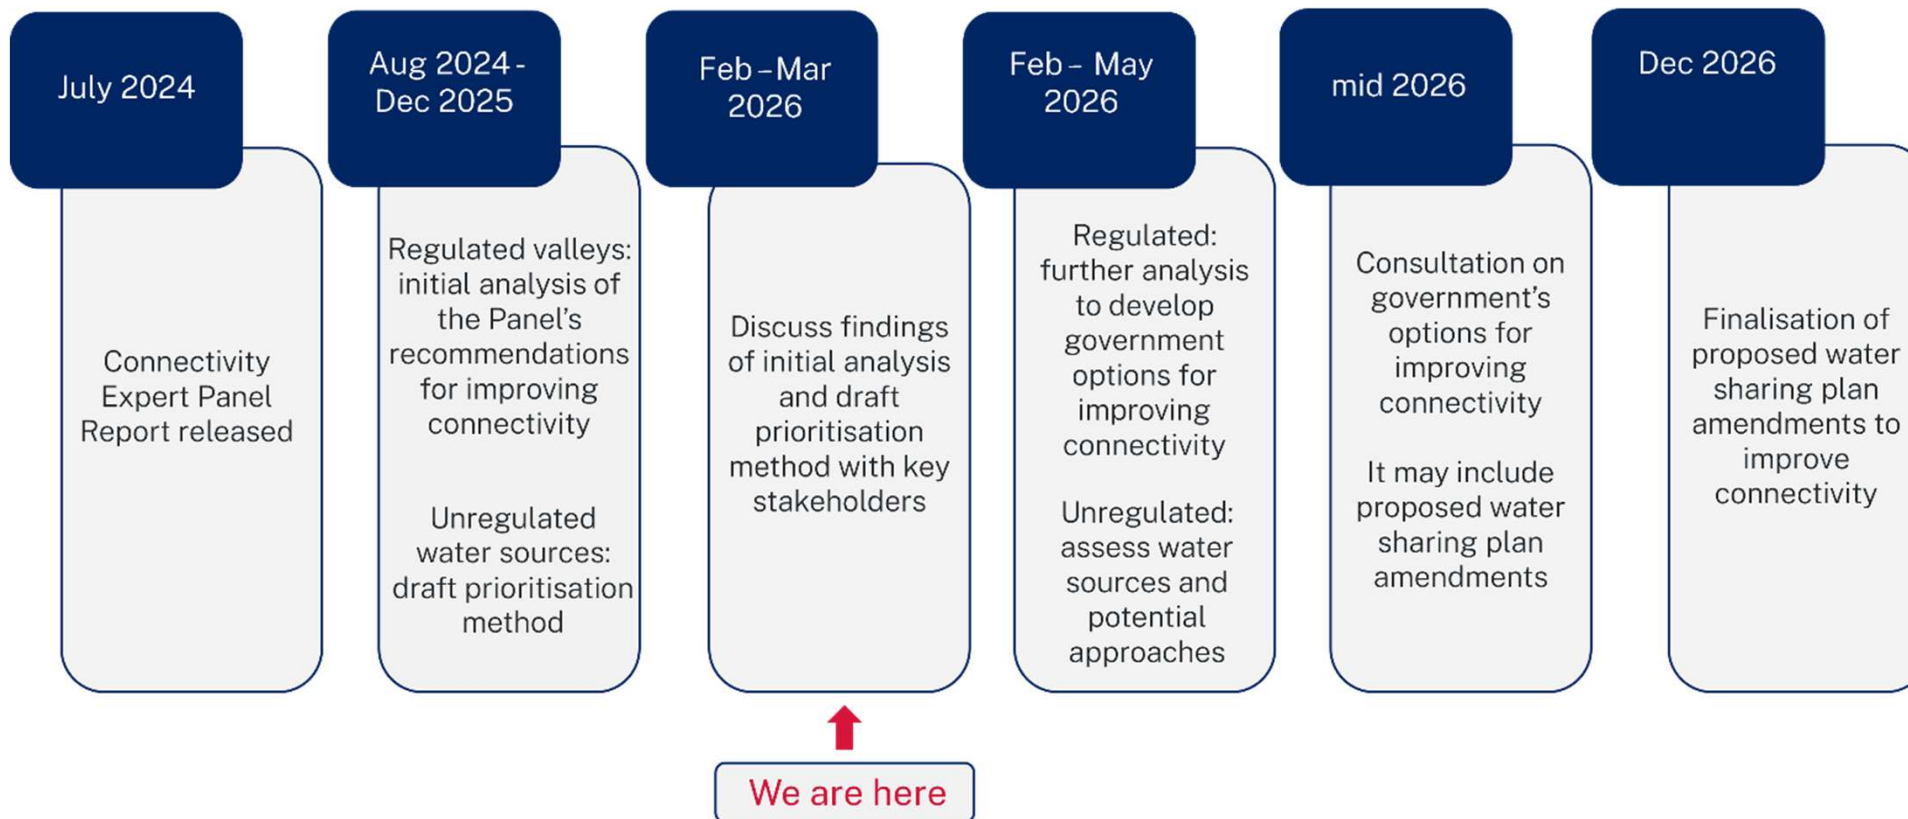 July 2024
Connectivity
Expert Panel
Report released
Aug 2024 -
Dec 2025
Regulated valleys:
initial analysis of
the Panel's
recommendations
for improving
connectivity
Unregulated
water sources:
draft prioritisation
method
Feb – Mar
2026
Discuss findings
of initial analysis
and draft
prioritisation
method with key
stakeholders
Feb – May
2026
Regulated:
further analysis
to develop
government
options for
improving
connectivity
Unregulated:
assess water
sources and
potential
approaches
mid 2026
Consultation on
government's
options for
improving
connectivity
It may include
proposed water
sharing plan
amendments
Dec 2026
Finalisation of
proposed water
sharing plan
amendments to
improve
connectivity
We are here